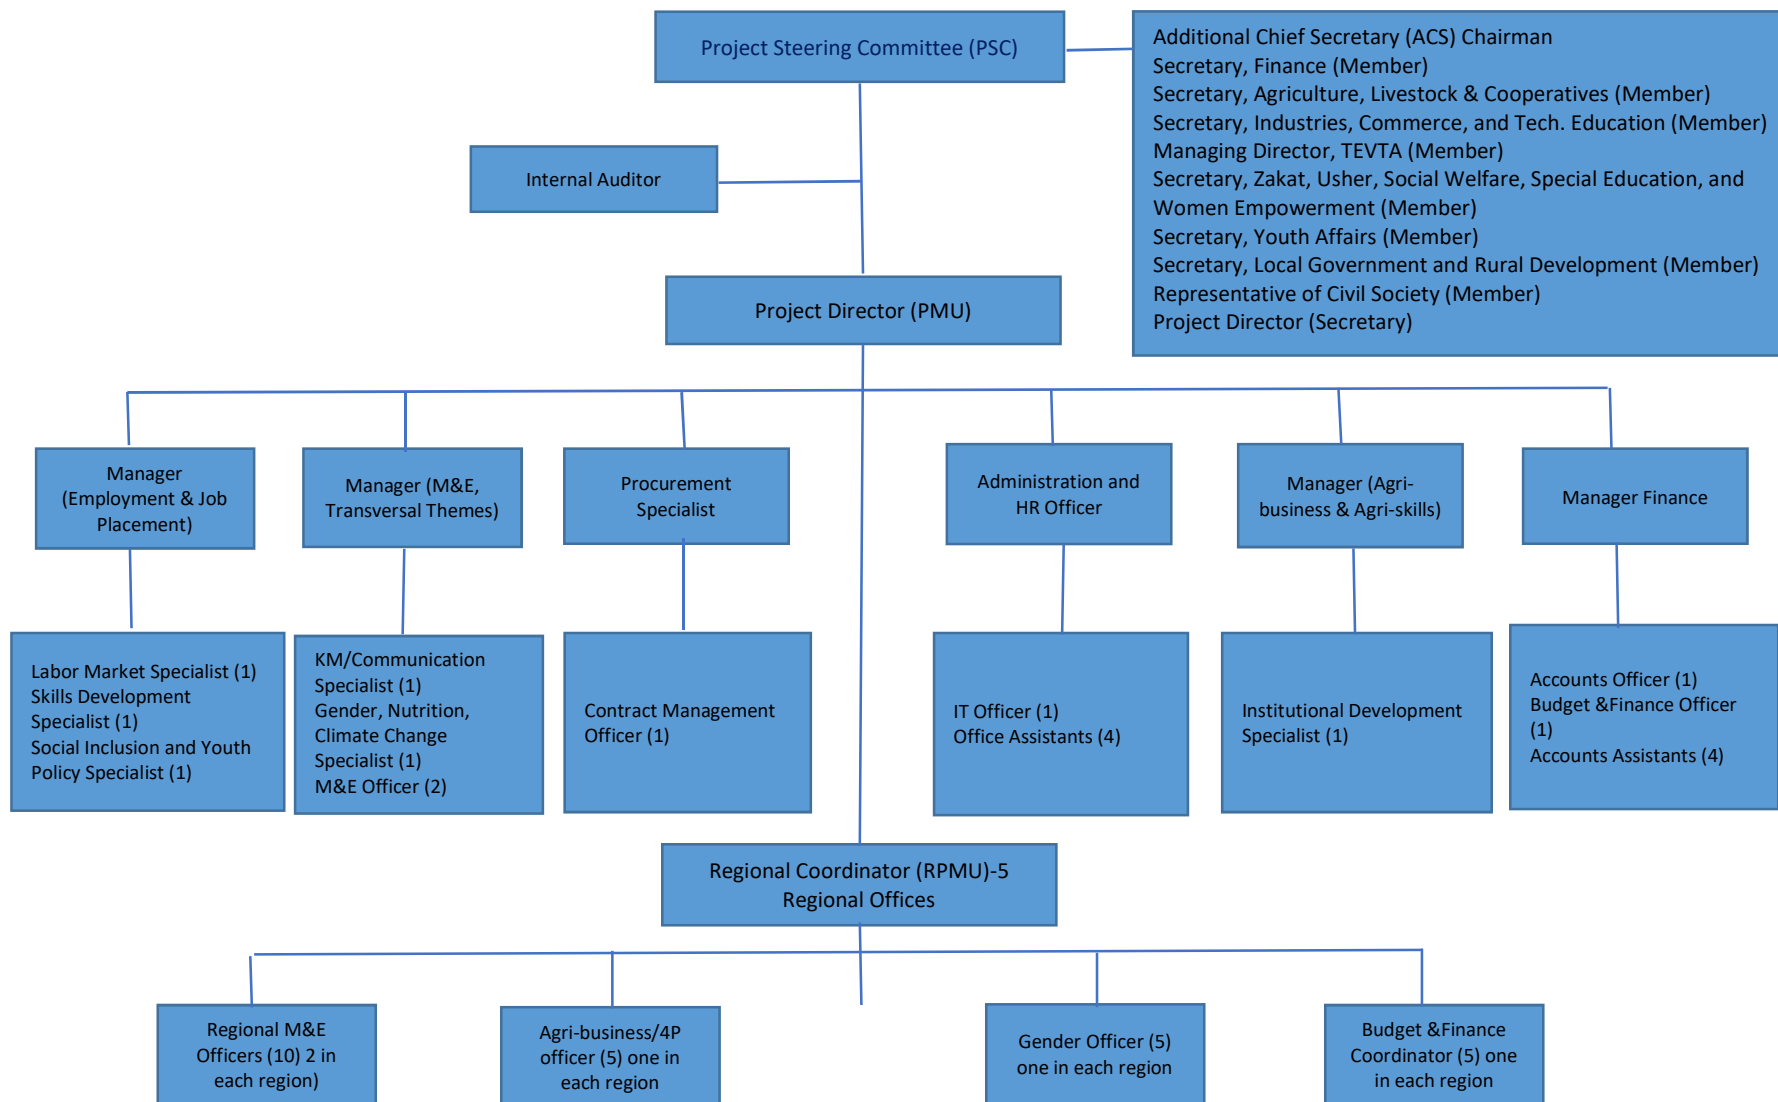 Project Steering Committee (PSC)
Additional Chief Secretary (ACS) Chairman
Secretary, Finance (Member)
Secretary, Agriculture, Livestock & Cooperatives (Member)
Secretary, Industries, Commerce, and Tech. Education (Member)
Managing Director, TEVTA (Member)
Secretary, Zakat, Usher, Social Welfare, Special Education, and
Women Empowerment (Member)
Secretary, Youth Affairs (Member)
Secretary, Local Government and Rural Development (Member)
Representative of Civil Society (Member)
Project Director (Secretary)
Internal Auditor
Project Director (PMU)
Manager
(Employment & Job
Placement)
Manager (M&E,
Transversal Themes)
Procurement
Specialist
Administration and
HR Officer
Manager (Agri-
business & Agri-skills)
Manager Finance
Labor Market Specialist (1)
Skills Development
Specialist (1)
Social Inclusion and Youth
Policy Specialist (1)
KM/Communication
Specialist (1)
Gender, Nutrition,
Climate Change
Specialist (1)
M&E Officer (2)
Contract Management
Officer (1)
IT Officer (1)
Office Assistants (4)
Institutional Development
Specialist (1)
Accounts Officer (1)
Budget &Finance Officer
(1)
Accounts Assistants (4)
Regional Coordinator (RPMU)-5
Regional Offices
Regional M&E
Officers (10) 2 in
each region)
Agri-business/4P
officer (5) one in
each region
Gender Officer (5)
one in each region
Budget &Finance
Coordinator (5) one
in each region